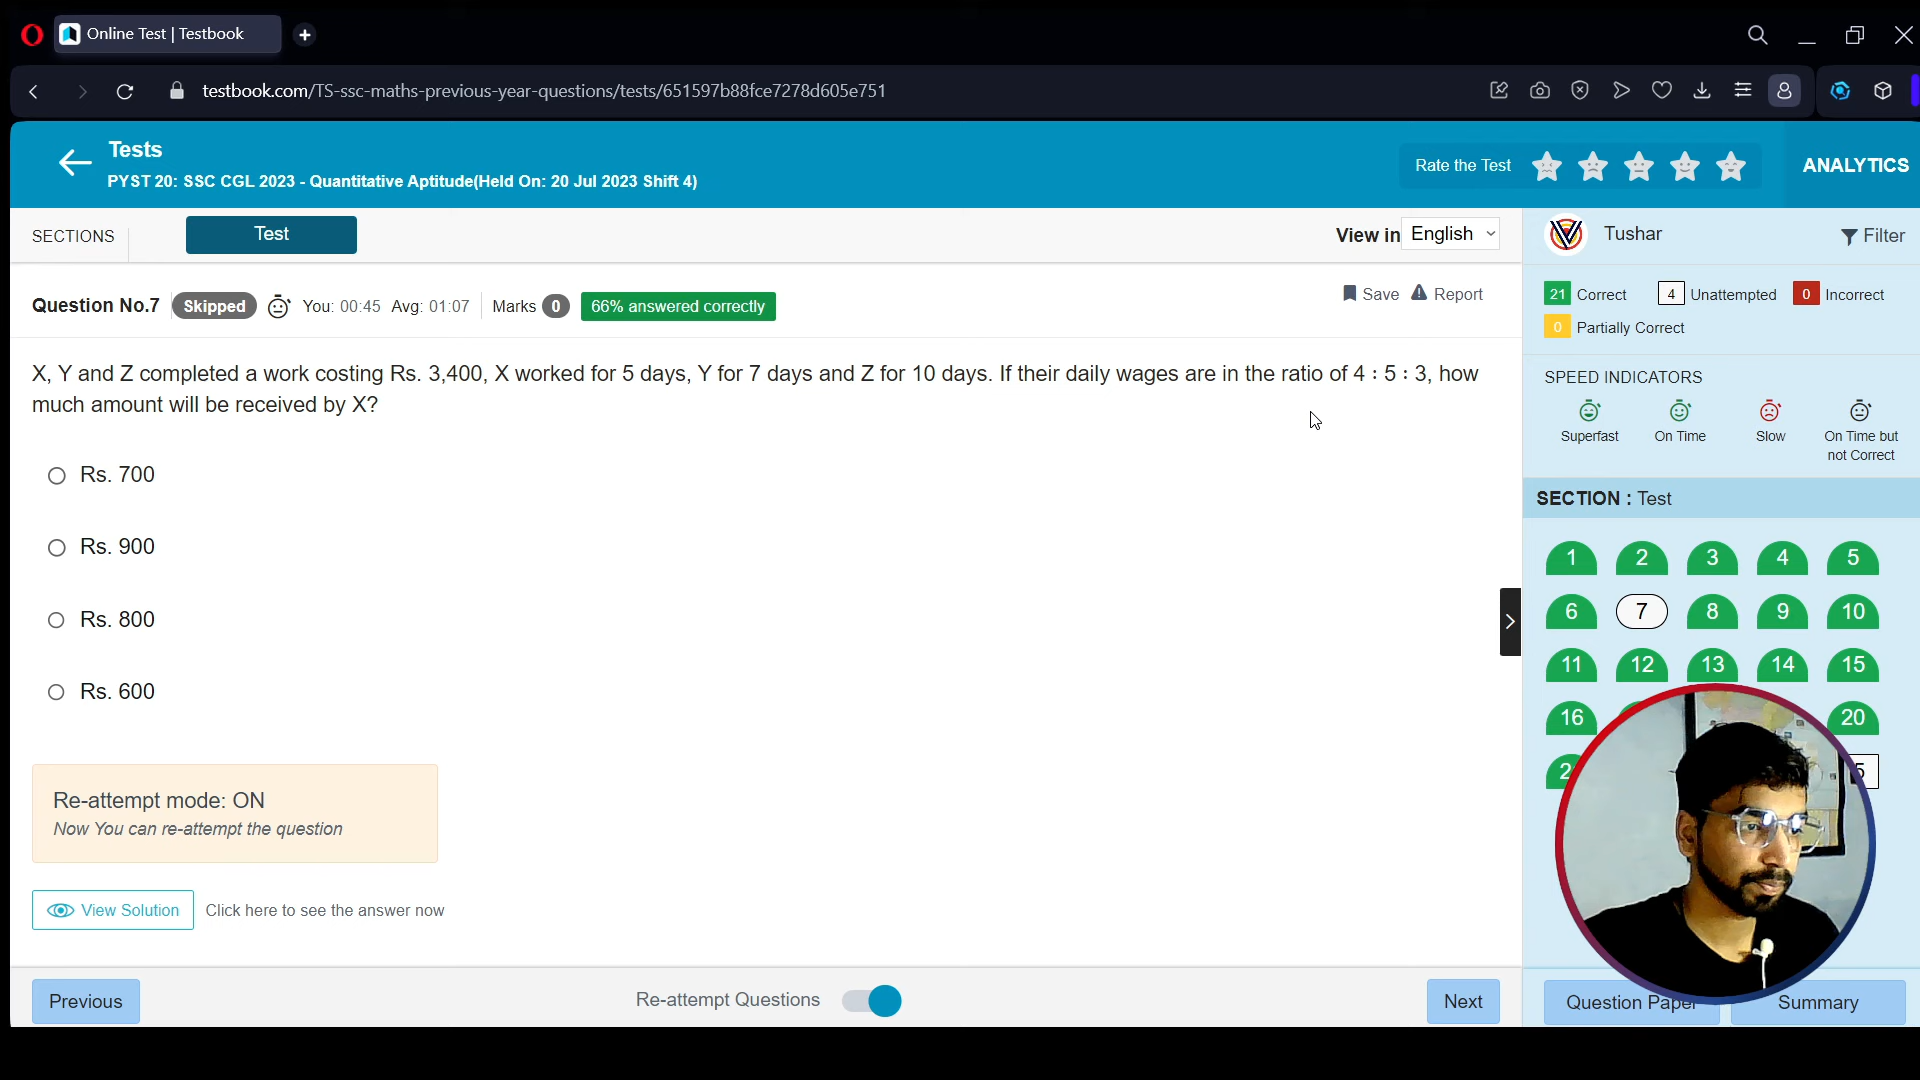 Online Test | Testbook
testbook.com/TS-ssc-maths-previous-year-questions/tests/651597b88fce7278d605e751
Tests
PYST 20: SSC CGL 2023 - Quantitative Aptitude(Held On: 20 Jul 2023 Shift 4)
Rate the Test
ANALYTICS
SECTIONS
Test
View in English
Tushar
Filter
Question No.7 Skipped You: 00:45 Avg: 01:07 Marks 0 66% answered correctly
Save Report
21 Correct 4 Unattempted 0 Incorrect
0 Partially Correct
X, Y and Z completed a work costing Rs. 3,400, X worked for 5 days, Y for 7 days and Z for 10 days. If their daily wages are in the ratio of 4 : 5 : 3, how
much amount will be received by X?
Rs. 700
Rs. 900
Rs. 800
Rs. 600
SPEED INDICATORS
Superfast On Time Slow On Time but
not Correct
SECTION : Test
1 2 3 4 5
6 7 8 9 10
11 12 13 14 15
16 20
Re-attempt mode: ON
Now You can re-attempt the question
View Solution Click here to see the answer now
Previous
Re-attempt Questions
Next
Question Paper
Summary